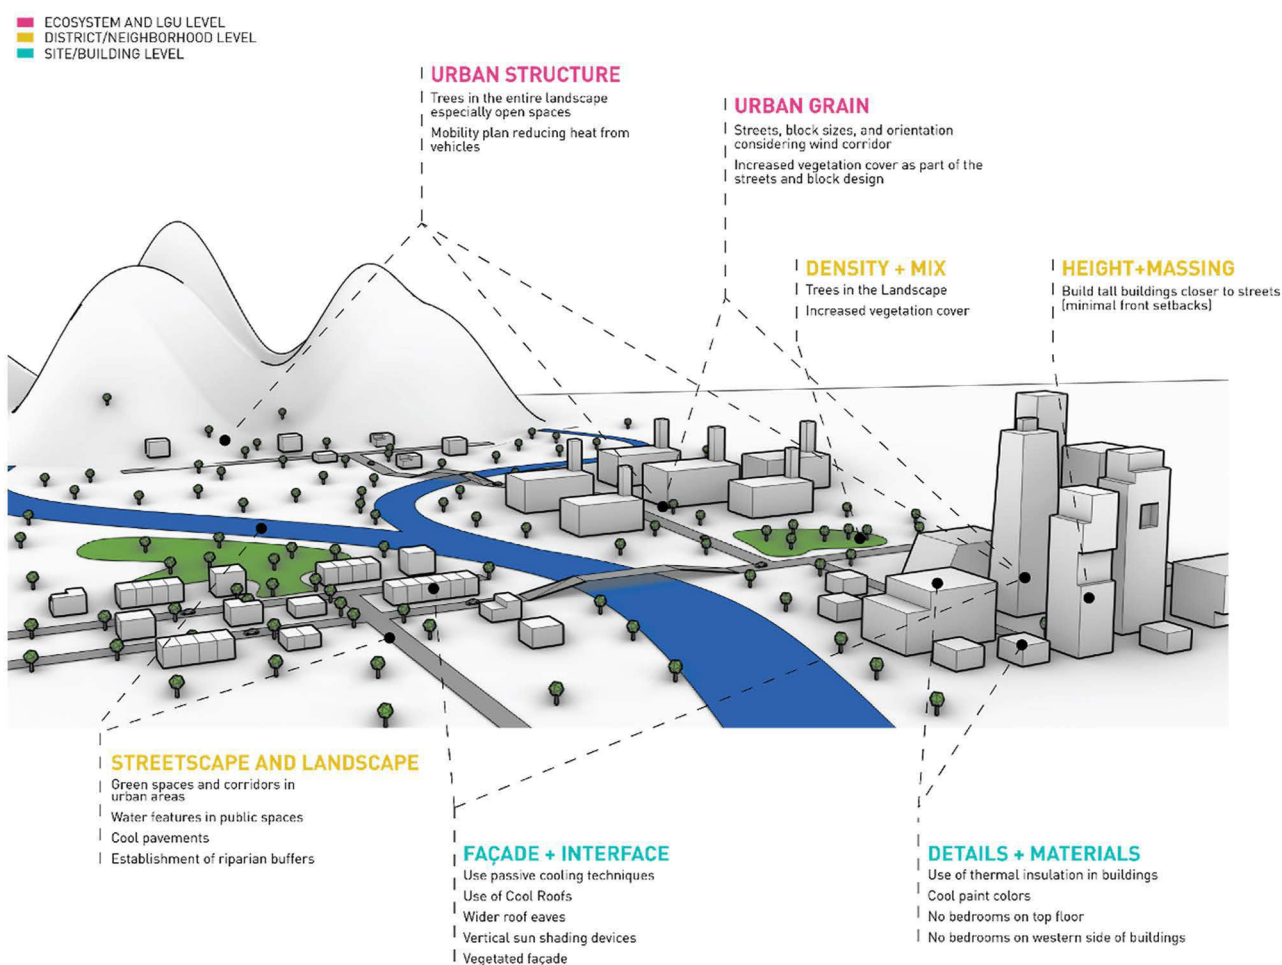 ECOSYSTEM AND LGU LEVEL
DISTRICT/NEIGHBORHOOD LEVEL
SITE/BUILDING LEVEL
URBAN STRUCTURE
Trees in the entire landscape
especially open spaces
Mobility plan reducing heat from
vehicles
URBAN GRAIN
Streets, block sizes, and orientation
considering wind corridor
Increased vegetation cover as part of the
streets and block design
DENSITY + MIX
Trees in the Landscape
Increased vegetation cover
HEIGHT+MASSING
Build tall buildings closer to streets
(minimal front setbacks)
STREETSCAPE AND LANDSCAPE
Green spaces and corridors in
urban areas
Water features in public spaces
Cool pavements
Establishment of riparian buffers
FAÇADE + INTERFACE
Use passive cooling techniques
Use of Cool Roofs
Wider roof eaves
Vertical sun shading devices
Vegetated façade
DETAILS + MATERIALS
Use of thermal insulation in buildings
Cool paint colors
No bedrooms on top floor
No bedrooms on western side of buildings